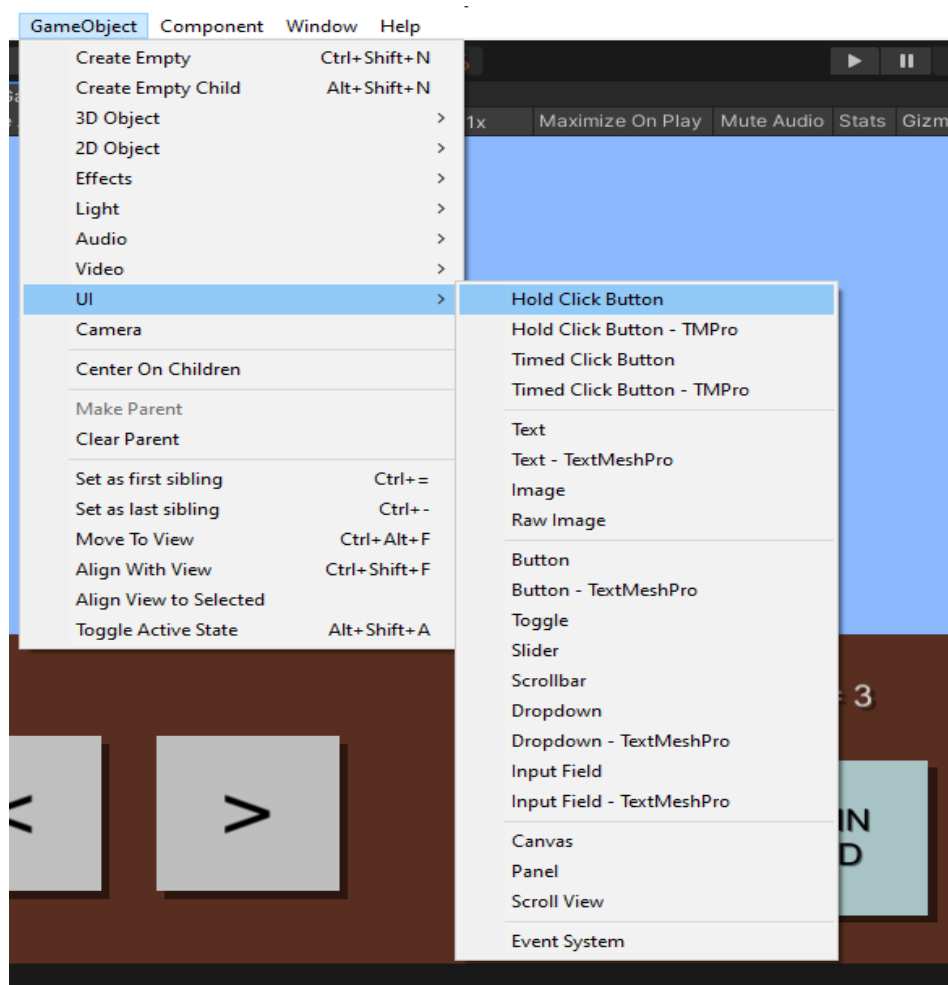 GameObject Component Window Help
Create Empty Ctrl+Shift+N
Create Empty Child Alt+Shift+N
3D Object >
1x Maximize On Play Mute Audio Stats Gizm
2D Object >
Effects >
Light >
Audio >
Video >
UI >
Camera
Center On Children
Make Parent
Clear Parent
Set as first sibling Ctrl+=
Set as last sibling Ctrl+-
Move To View Ctrl+Alt+F
Align With View Ctrl+Shift+F
Align View to Selected
Toggle Active State Alt+Shift+A
Hold Click Button
Hold Click Button - TMPro
Timed Click Button
Timed Click Button - TMPro
Text
Text - TextMeshPro
Image
Raw Image
Button
Button - TextMeshPro
Toggle
Slider
Scrollbar
Dropdown
Dropdown - TextMeshPro
Input Field
Input Field - TextMeshPro
Canvas
Panel
Scroll View
Event System
3
<
>
IN
D